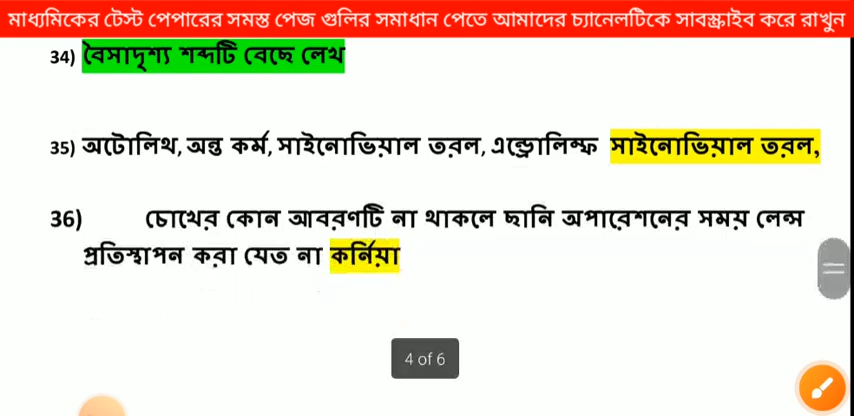 মাধ্যমিকের টেস্ট পেপারের সমস্ত পেজ গুলির সমাধান পেতে আমাদের চ্যানেলটিকে সাবস্ক্রাইব করে রাখুন
34) বৈসাদৃশ্য শব্দটি বেছে লেখ
35) অটোলিথ, অন্ত কর্ম, সাইনোভিয়াল তরল, এন্ডোলিম্ফ সাইনোভিয়াল তরল,
36) চোখের কোন আবরণটি না থাকলে ছানি অপারেশনের সময় লেন্স
প্রতিস্থাপন করা যেত না কর্নিয়া
4 of 6